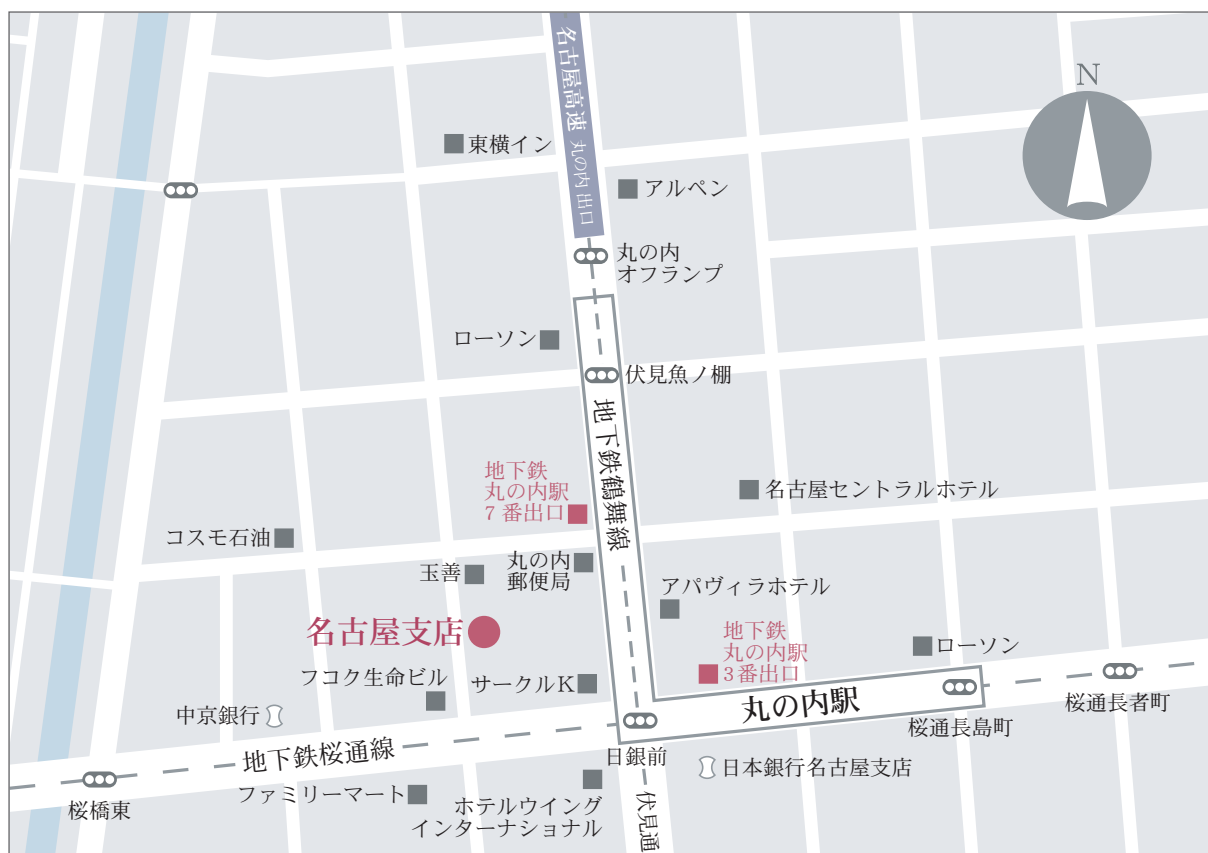 N
名古屋高速 丸の内 出口
東横イン
アルペン
丸の内
オフランプ
ローソン
伏見魚ノ棚
地下鉄鶴舞線
地下鉄
丸の内駅
7 番出口
名古屋セントラルホテル
コスモ石油
玉善
丸の内
郵便局
アパヴィラホテル
名古屋支店
地下鉄
丸の内駅
3番出口
ローソン
フコク生命ビル
サークルK
中京銀行
丸の内駅
桜通長者町
桜通長島町
地下鉄桜通線
日銀前
日本銀行名古屋支店
桜橋東
ファミリーマート
ホテルウイング
インターナショナル
伏見通